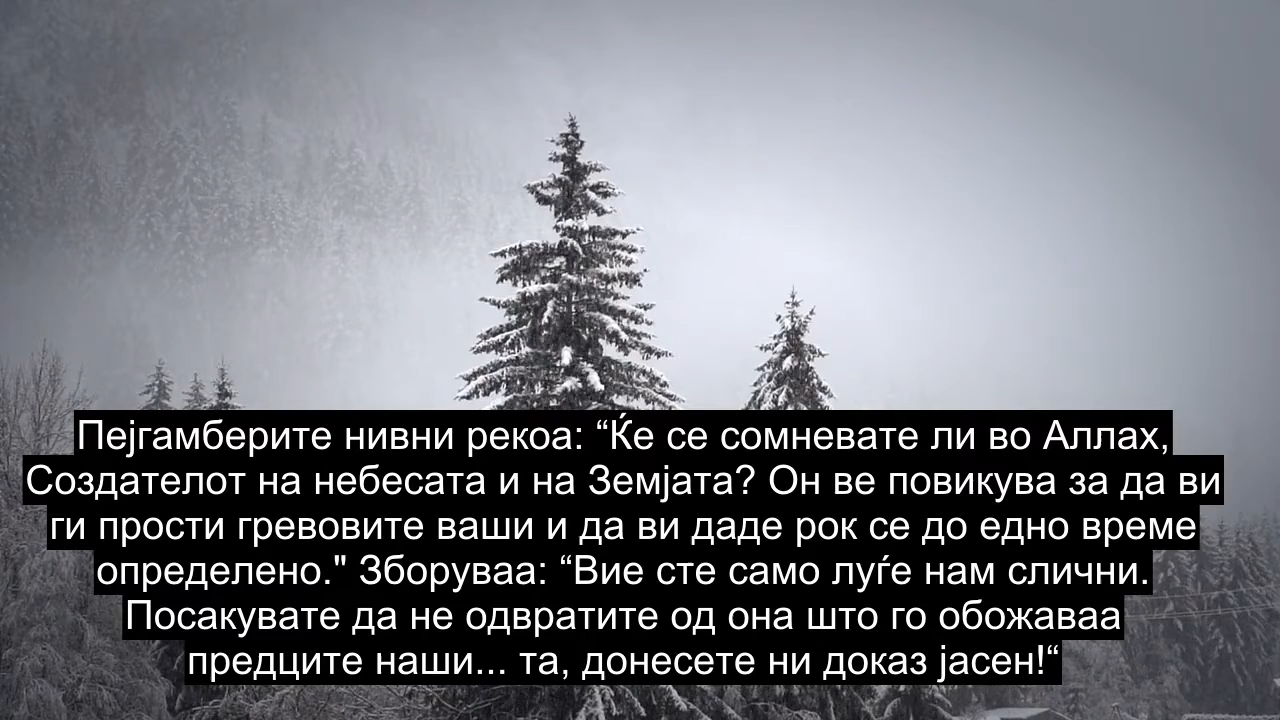 Пејгамберите нивни рекоа: “Ќе се сомневате ли во Аллах,
Создателот на небесата и на Земјата? Он ве повикува за да ви
ги прости гревовите ваши и да ви даде рок се до едно време
определено." Зборуваа: “Вие сте само луѓе нам слични.
Посакувате да не одвратите од она што го обожаваа
предците наши... та, донесете ни доказ јасен!“